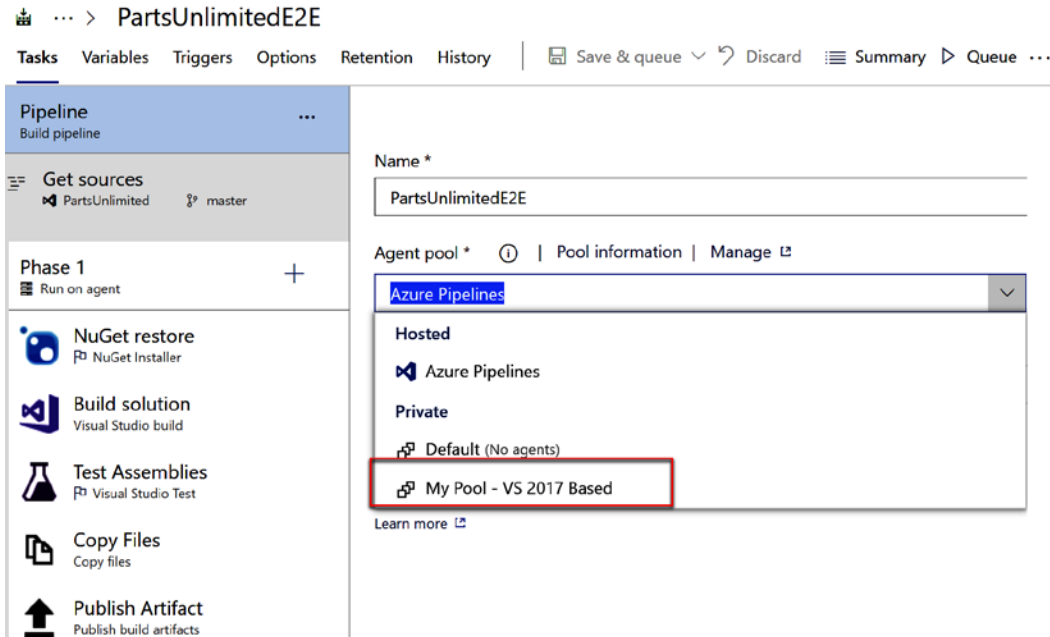 ... > PartsUnlimitedE2E
Tasks Variables Triggers Options Retention History Save & queue Discard Summary Queue ...
Pipeline ...
Build pipeline
Get sources
PartsUnlimited master
Phase 1 +
Run on agent
NuGet restore
NuGet Installer
Build solution
Visual Studio build
Test Assemblies
Visual Studio Test
Copy Files
Copy files
Publish Artifact
Publish build artifacts
Name *
PartsUnlimitedE2E
Agent pool * | Pool information | Manage
Azure Pipelines
Hosted
Azure Pipelines
Private
Default (No agents)
My Pool - VS 2017 Based
Learn more